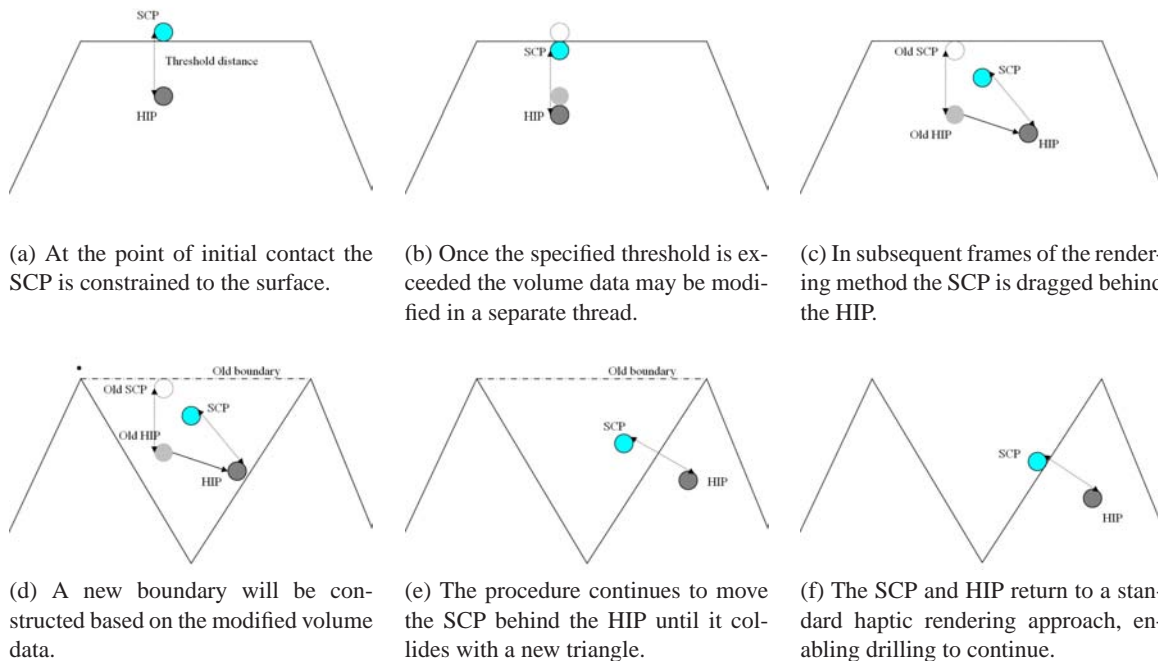 SCP
Threshold distance
HIP
(a) At the point of initial contact the
SCP is constrained to the surface.
SCP
HIP
(b) Once the specified threshold is ex-
ceeded the volume data may be modi-
fied in a separate thread.
Old SCP
SCP
Old HIP
HIP
(c) In subsequent frames of the render-
ing method the SCP is dragged behind
the HIP.
Old boundary
Old SCP
SCP
Old HIP
HIP
(d) A new boundary will be con-
structed based on the modified volume
data.
Old boundary
SCP
HIP
(e) The procedure continues to move
the SCP behind the HIP until it col-
lides with a new triangle.
SCP
HIP
(f) The SCP and HIP return to a stan-
dard haptic rendering approach, en-
abling drilling to continue.